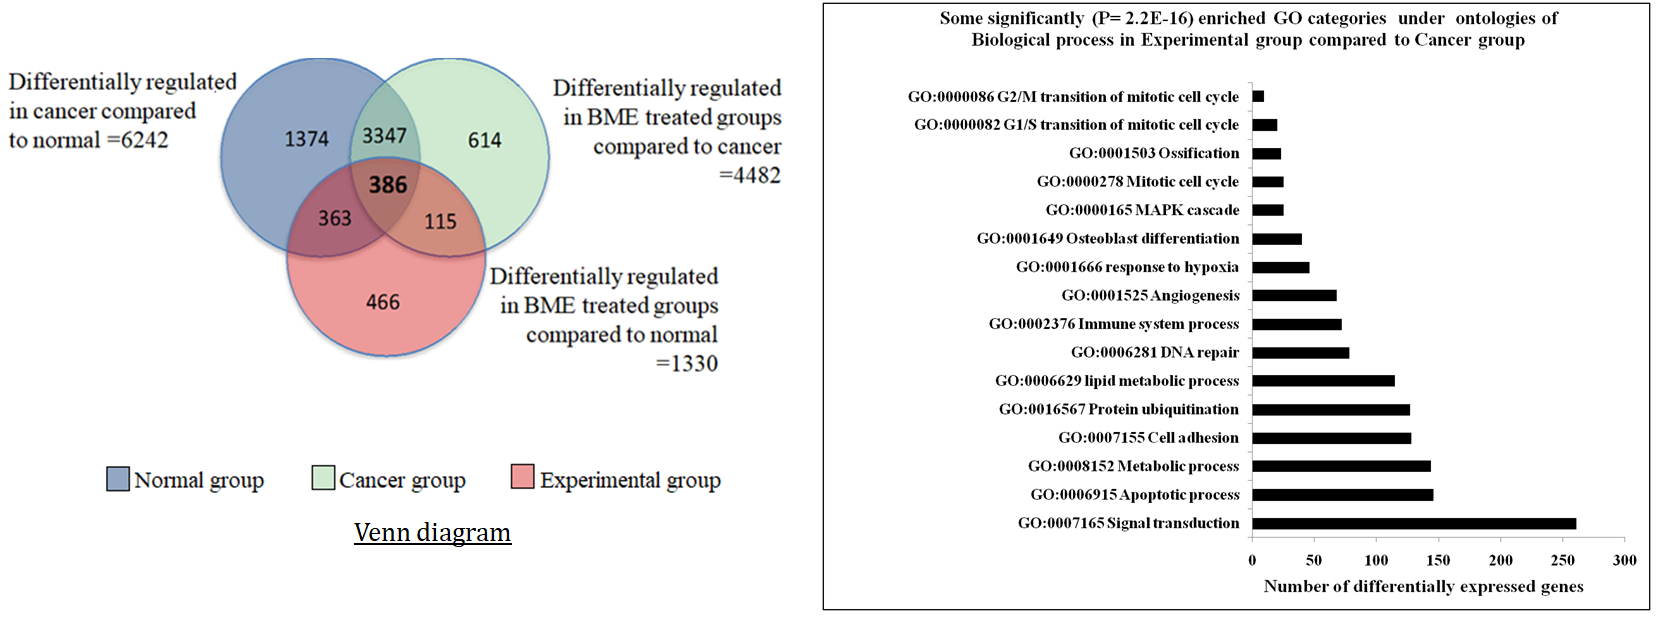 Differentially regulated
in cancer compared
to normal =6242
Differentially regulated
in BME treated groups
compared to cancer
=4482
1374
3347
614
386
363
115
466
Differentially regulated
in BME treated groups
compared to normal
=1330
Normal group
Cancer group
Experimental group
Venn diagram
Some significantly (P= 2.2E-16) enriched GO categories under ontologies of
Biological process in Experimental group compared to Cancer group
GO:0000086 G2/M transition of mitotic cell cycle
GO:0000082 G1/S transition of mitotic cell cycle
GO:0001503 Ossification
GO:0000278 Mitotic cell cycle
GO:0000165 MAPK cascade
GO:0001649 Osteoblast differentiation
GO:0001666 response to hypoxia
GO:0001525 Angiogenesis
GO:0002376 Immune system process
GO:0006281 DNA repair
GO:0006629 lipid metabolic process
GO:0016567 Protein ubiquitination
GO:0007155 Cell adhesion
GO:0008152 Metabolic process
GO:0006915 Apoptotic process
GO:0007165 Signal transduction
0 50 100 150 200 250 300
Number of differentially expressed genes